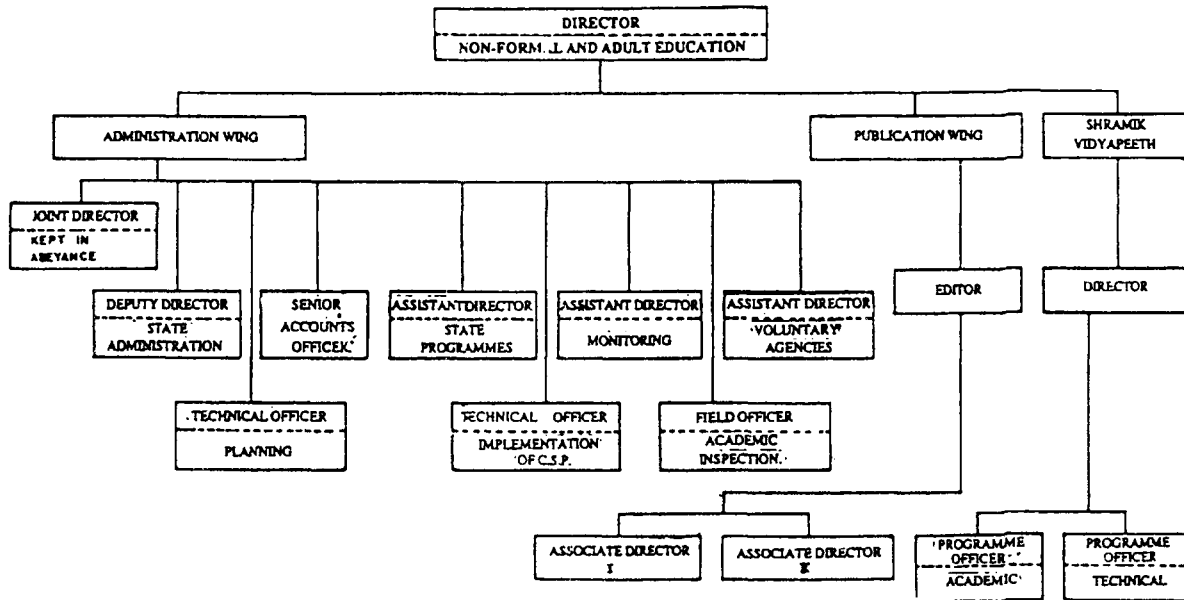 DIRECTOR
NON-FORM..L AND ADULT EDUCATION
ADMINISTRATION WING
PUBLICATION WING
SHRAMIK
VIDYAPEETH
JOINT DIRECTOR
KEPT IN
ABEYANCE
DEPUTY DIRECTOR
STATE
ADMINISTRATION
SENIOR
ACCOUNTS
OFFICER
ASSISTANT DIRECTOR
STATE
PROGRAMMES
ASSISTANT DIRECTOR
MONITORING
ASSISTANT DIRECTOR
VOLUNTARY
AGENCIES
EDITOR
DIRECTOR
TECHNICAL OFFICER
PLANNING
TECHNICAL OFFICER
IMPLEMENTATION
OF C.S.P.
FIELD OFFICER
ACADEMIC
INSPECTION.
ASSOCIATE DIRECTOR
I
ASSOCIATE DIRECTOR
II
PROGRAMME
OFFICER
ACADEMIC
PROGRAMME
OFFICER
TECHNICAL